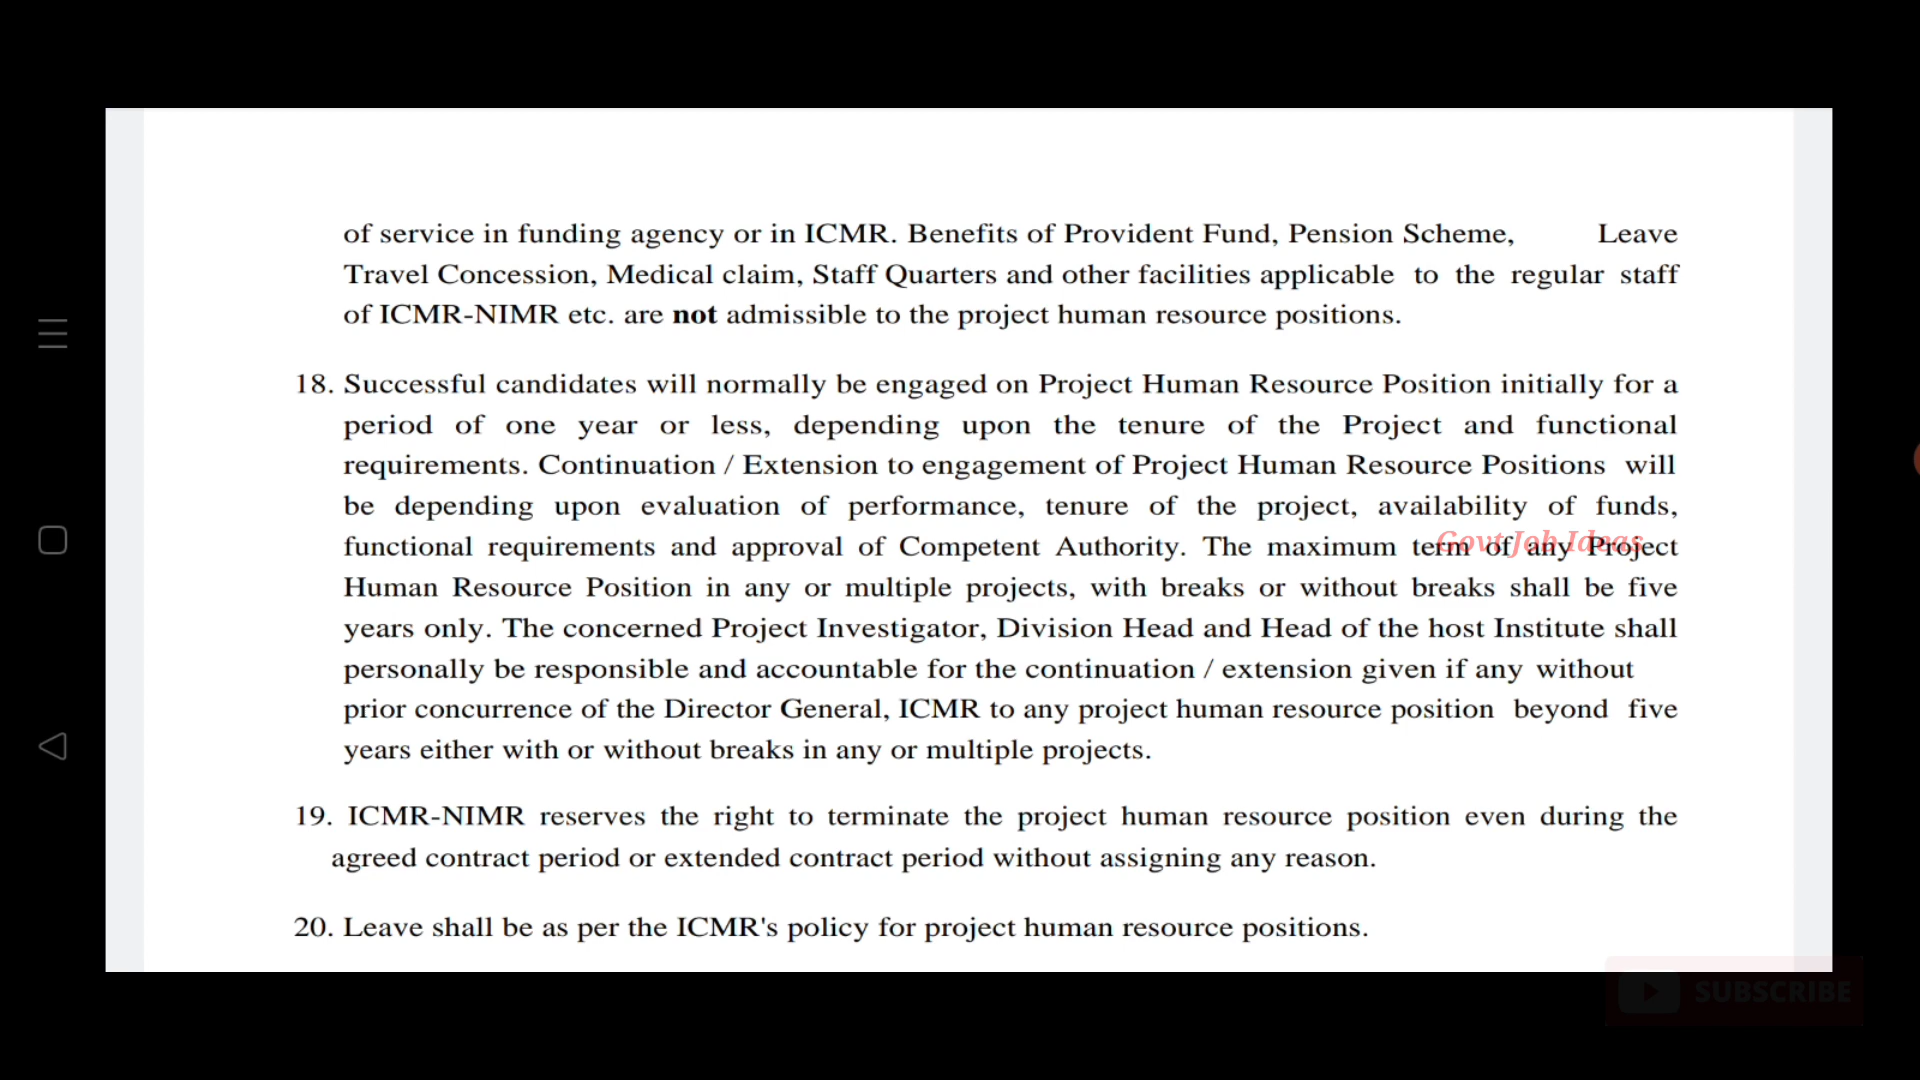 of service in funding agency or in ICMR. Benefits of Provident Fund, Pension Scheme, Leave
Travel Concession, Medical claim, Staff Quarters and other facilities applicable to the regular staff
of ICMR-NIMR etc. are not admissible to the project human resource positions.
18. Successful candidates will normally be engaged on Project Human Resource Position initially for a
period of one year or less, depending upon the tenure of the Project and functional
requirements. Continuation / Extension to engagement of Project Human Resource Positions will
be depending upon evaluation of performance, tenure of the project, availability of funds,
functional requirements and approval of Competent Authority. The maximum term of any Project
Govt Job Ideas
Human Resource Position in any or multiple projects, with breaks or without breaks shall be five
years only. The concerned Project Investigator, Division Head and Head of the host Institute shall
personally be responsible and accountable for the continuation / extension given if any without
prior concurrence of the Director General, ICMR to any project human resource position beyond five
years either with or without breaks in any or multiple projects.
19. ICMR-NIMR reserves the right to terminate the project human resource position even during the
agreed contract period or extended contract period without assigning any reason.
20. Leave shall be as per the ICMR's policy for project human resource positions.
SUBSCRIBE